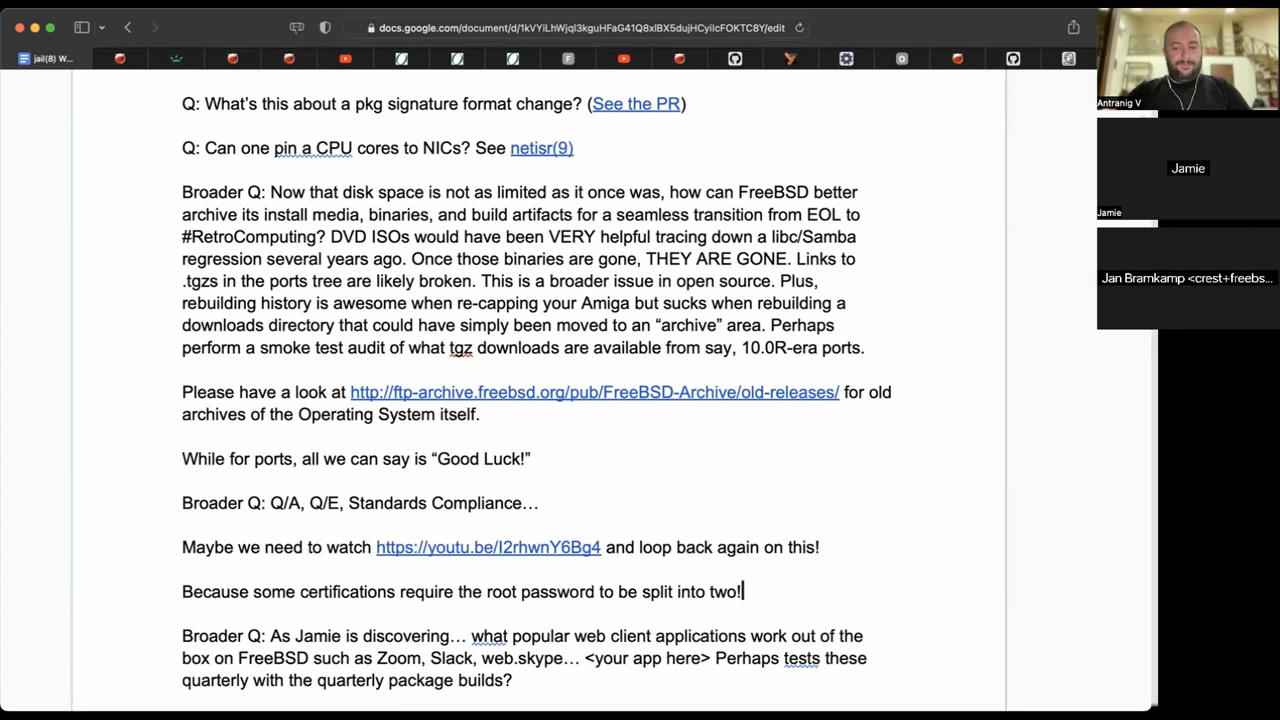 docs.google.com/document/d/1kVYiLhWjql3kguHFaG41Q8xlBX5dujHCyiIcFOKTC8Y/edit
jail(8) W...
Q: What's this about a pkg signature format change? (See the PR)
Q: Can one pin a CPU cores to NICs? See netisr(9)
Broader Q: Now that disk space is not as limited as it once was, how can FreeBSD better
archive its install media, binaries, and build artifacts for a seamless transition from EOL to
#RetroComputing? DVD ISOs would have been VERY helpful tracing down a libc/Samba
regression several years ago. Once those binaries are gone, THEY ARE GONE. Links to
.tgzs in the ports tree are likely broken. This is a broader issue in open source. Plus,
rebuilding history is awesome when re-capping your Amiga but sucks when rebuilding a
downloads directory that could have simply been moved to an “archive” area. Perhaps
perform a smoke test audit of what tgz downloads are available from say, 10.0R-era ports.
Please have a look at http://ftp-archive.freebsd.org/pub/FreeBSD-Archive/old-releases/ for old
archives of the Operating System itself.
While for ports, all we can say is “Good Luck!”
Broader Q: Q/A, Q/E, Standards Compliance…
Maybe we need to watch https://youtu.be/I2rhwnY6Bg4 and loop back again on this!
Because some certifications require the root password to be split into two!
Broader Q: As Jamie is discovering… what popular web client applications work out of the
box on FreeBSD such as Zoom, Slack, web.skype… <your app here> Perhaps tests these
quarterly with the quarterly package builds?
Antranig V
Jamie
Jamie
Jan Bramkamp <crest+freebs...